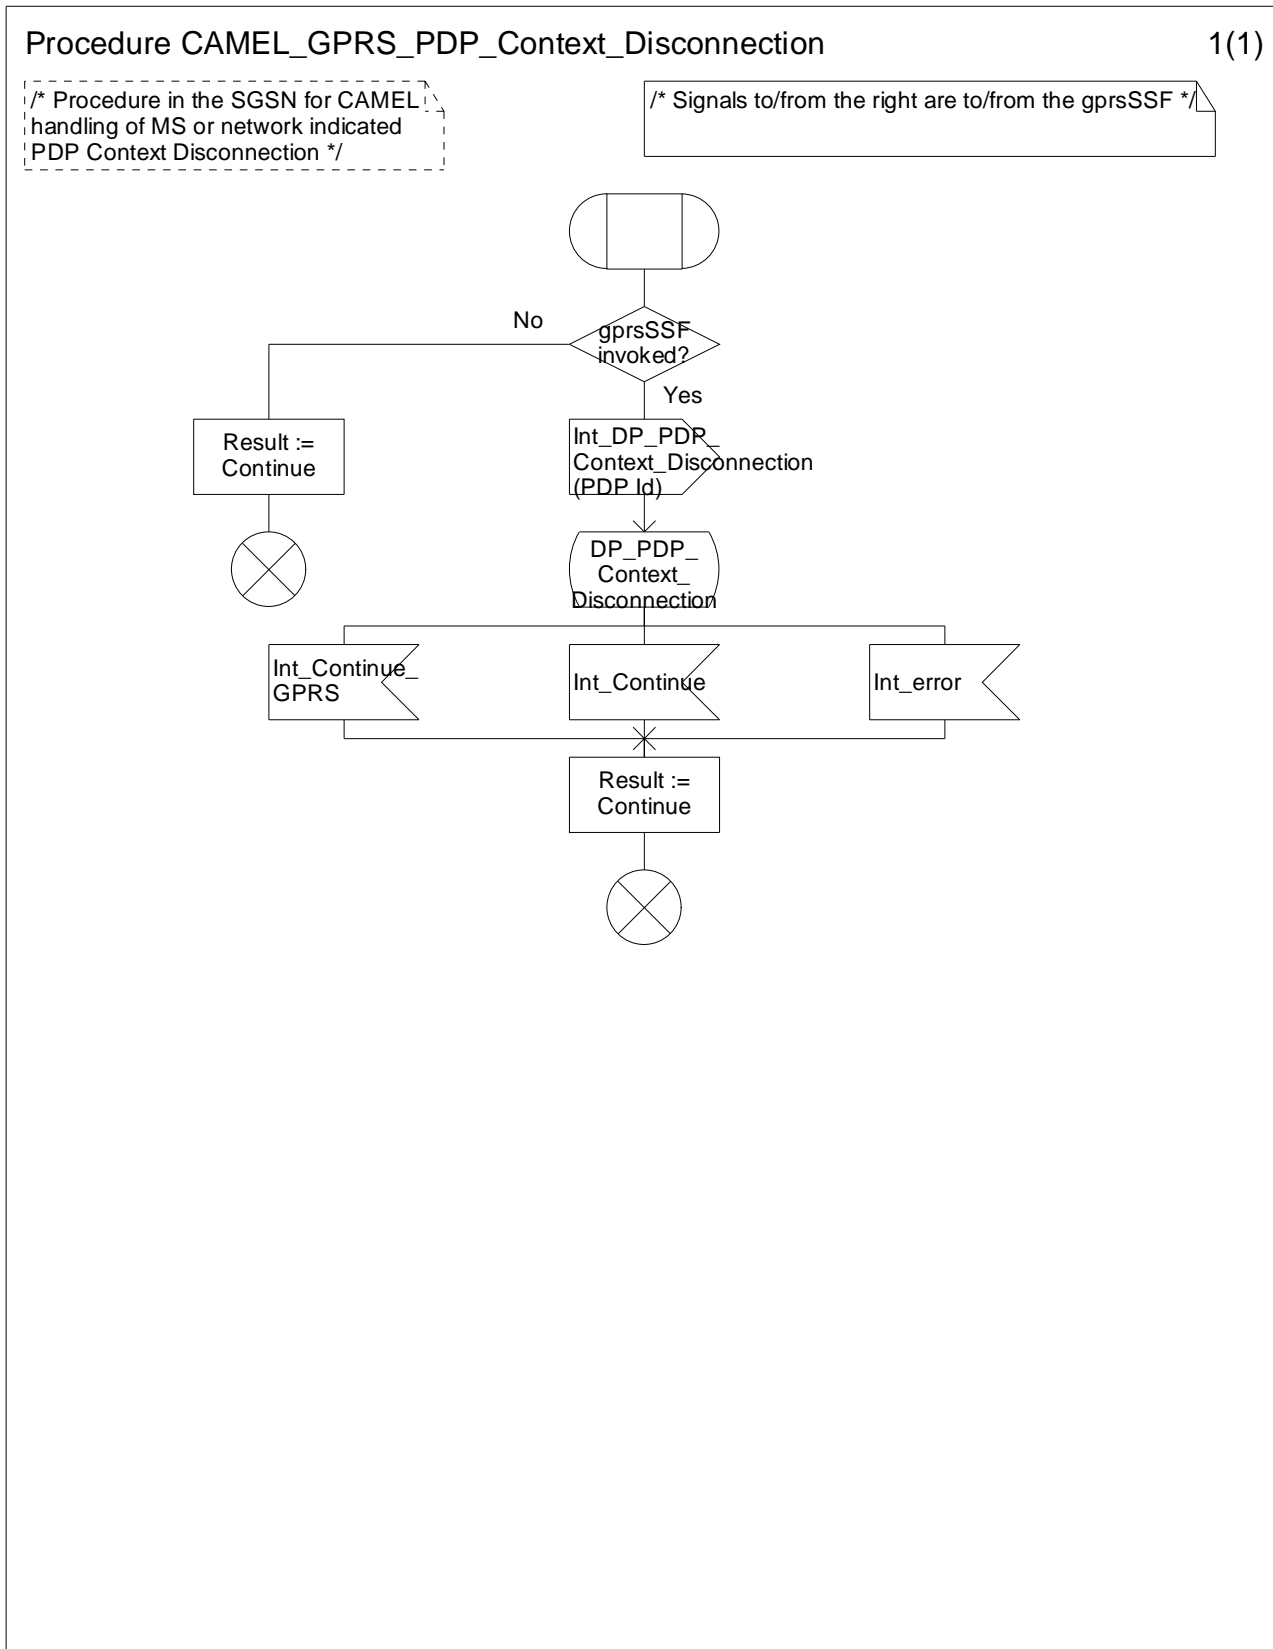 Procedure CAMEL_GPRS_PDP_Context_Disconnection
1(1)
/* Procedure in the SGSN for CAMEL
handling of MS or network indicated
PDP Context Disconnection */
/* Signals to/from the right are to/from the gprsSSF */
No
gprsSSF
invoked?
Yes
Result :=
Continue
Int_DP_PDP_
Context_Disconnection
(PDP Id)
DP_PDP_
Context_
Disconnection
Int_Continue_
GPRS
Int_Continue
Int_error
Result :=
Continue